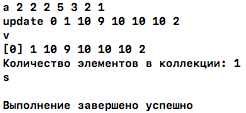 a 2 2 2 5 3 2 1
update 0 1 10 9 10 10 10 2
v
[0] 1 10 9 10 10 10 2
Количество элементов в коллекции: 1
s
Выполнение завершено успешно